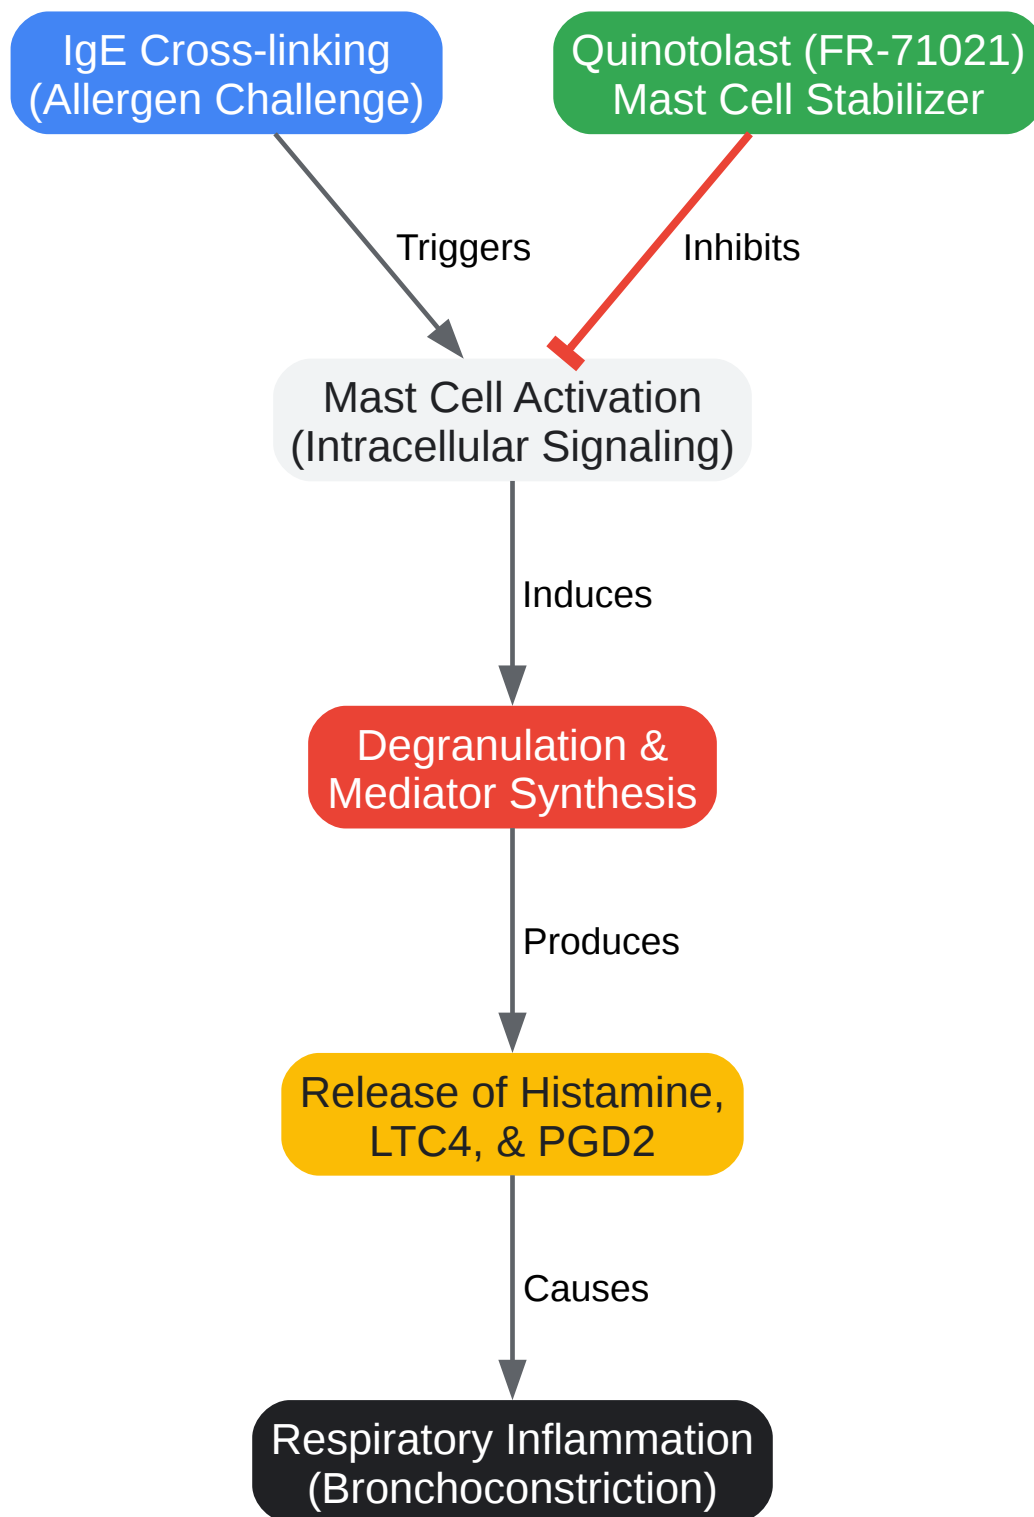 IgE Cross-linking
(Allergen Challenge)
Quinotolast (FR-71021)
Mast Cell Stabilizer
Triggers
Inhibits
Mast Cell Activation
(Intracellular Signaling)
Induces
Degranulation &
Mediator Synthesis
Produces
Release of Histamine,
LTC4, & PGD2
Causes
Respiratory Inflammation
(Bronchoconstriction)